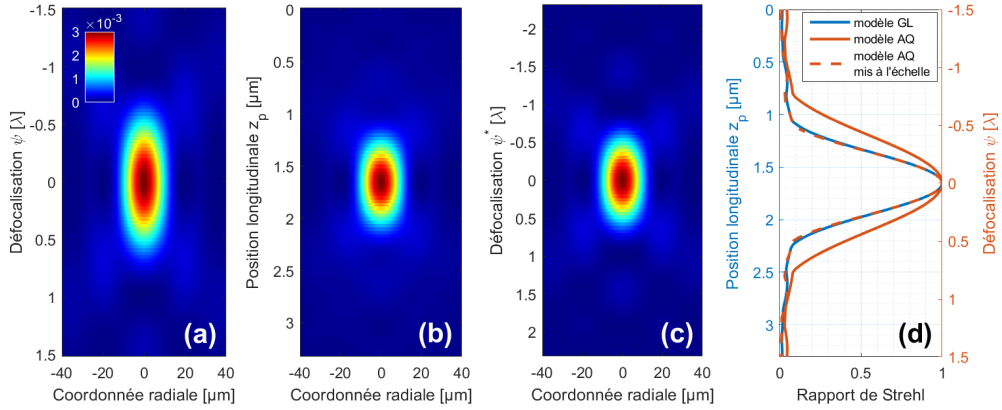 ×10-3
3
2
1
0
-1.5
-1
-0.5
0
0.5
1
1.5
Défocalisation ψ [λ]
-40 -20 0 20 40
Coordonnée radiale [µm]
(a)
0
0.5
1
1.5
2
2.5
3
Position longitudinale zp [µm]
-40 -20 0 20 40
Coordonnée radiale [µm]
(b)
-2
-1.5
-1
-0.5
0
0.5
1
1.5
2
Défocalisation ψ* [λ]
-40 -20 0 20 40
Coordonnée radiale [µm]
(c)
0
0.5
1
1.5
2
2.5
3
Position longitudinale zp [µm]
modèle GL
modèle AQ
modèle AQ
mis à l'échelle
-1.5
-1
-0.5
0
0.5
1
1.5
Défocalisation ψ [λ]
0 0.5 1
Rapport de Strehl
(d)